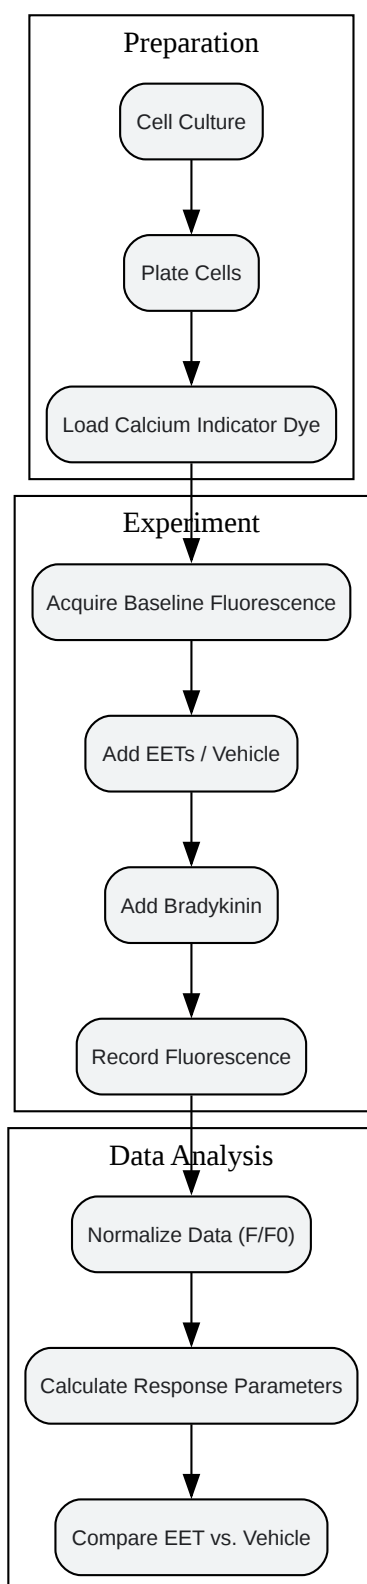 Preparation
Cell Culture
Plate Cells
Load Calcium Indicator Dye
Experiment
Acquire Baseline Fluorescence
Add EETs / Vehicle
Add Bradykinin
Record Fluorescence
Data Analysis
Normalize Data (F/F0)
Calculate Response Parameters
Compare EET vs. Vehicle